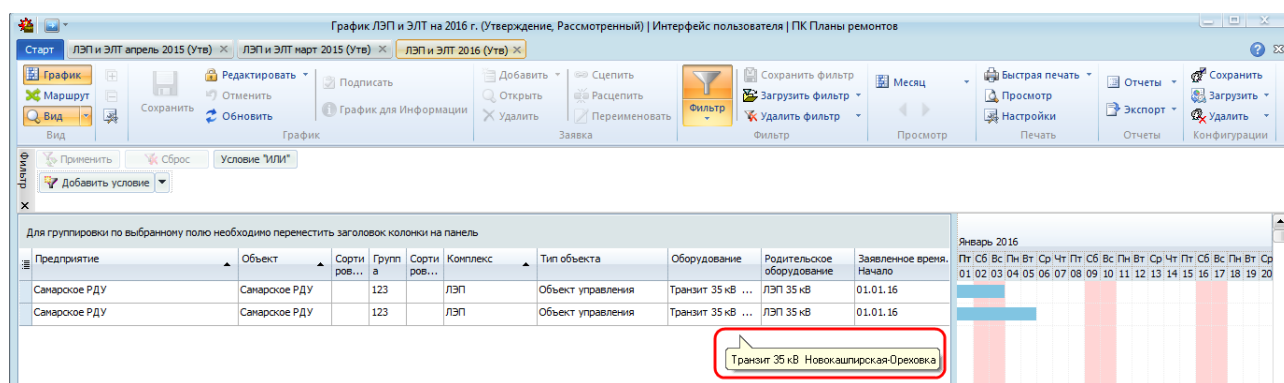 График ЛЭП и ЭЛТ на 2016 г. (Утверждение, Рассмотренный) | Интерфейс пользователя | ПК Планы ремонтов
Старт ЛЭП и ЭЛТ апрель 2015 (Утв) ЛЭП и ЭЛТ март 2015 (Утв) ЛЭП и ЭЛТ 2016 (Утв)
График Редактировать Подписать Добавить Сцепить Сохранить фильтр Месяц Быстрая печать Отчеты Сохранить
Маршрут Сохранить Отменить График для Информации Открыть Расцепить Фильтр Загрузить фильтр Просмотр Экспорт Загрузить
Вид Обновить Удалить Переименовать Удалить фильтр Настройки Удалить
Вид График Заявка Фильтр Просмотр Печать Отчеты Конфигурации
Фильтр
Применить Сброс Условие "ИЛИ"
Добавить условие
Для группировки по выбранному полю необходимо переместить заголовок колонки на панель
Январь 2016
Предприятие Объект Сорти ров... Групп а Сорти ров... Комплекс Тип объекта Оборудование Родительское оборудование Заявленное время. Начало
Пт Сб Вс Пн Вт Ср Чт Пт Сб Вс Пн Вт Ср Чт Пт Сб Вс Пн Вт Ср
01 02 03 04 05 06 07 08 09 10 11 12 13 14 15 16 17 18 19 20
Самарское РДУ Самарское РДУ 123 ЛЭП Объект управления Транзит 35 кВ ... ЛЭП 35 кВ 01.01.16
Самарское РДУ Самарское РДУ 123 ЛЭП Объект управления Транзит 35 кВ ... ЛЭП 35 кВ 01.01.16
Транзит 35 кВ Новокашпирская-Ореховка